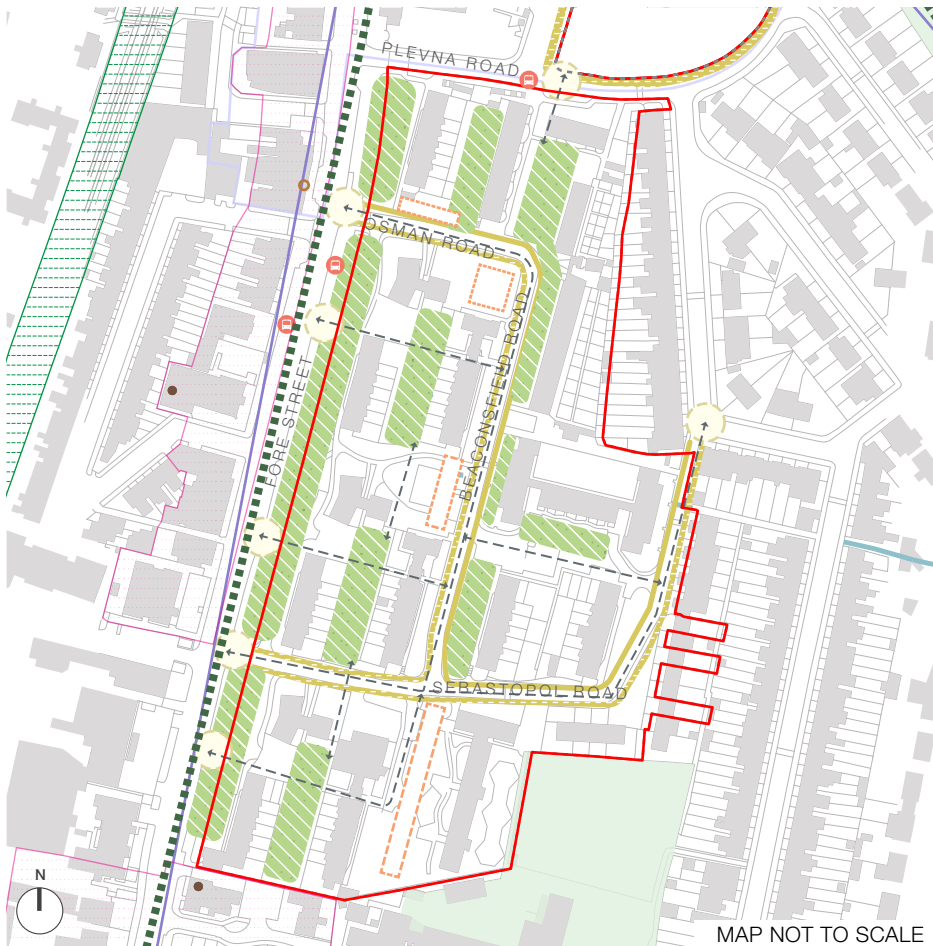 PLEVNA ROAD
OSMAN ROAD
BEACONSFIELD ROAD
FORE STREET
SEBASTOPOL ROAD
N
MAP NOT TO SCALE